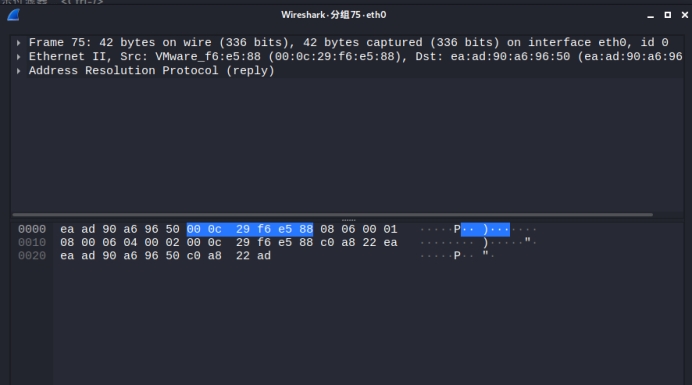 Wireshark · 分组 75 · eth0
Frame 75: 42 bytes on wire (336 bits), 42 bytes captured (336 bits) on interface eth0, id 0
Ethernet II, Src: VMware_f6:e5:88 (00:0c:29:f6:e5:88), Dst: ea:ad:90:a6:96:50 (ea:ad:90:a6:96
Address Resolution Protocol (reply)
0000 ea ad 90 a6 96 50 00 0c 29 f6 e5 88 08 06 00 01 ·····P·· )·······
0010 08 00 06 04 00 02 00 0c 29 f6 e5 88 c0 a8 22 ea ········ )·····"·
0020 ea ad 90 a6 96 50 c0 a8 22 ad ·····P·· "·